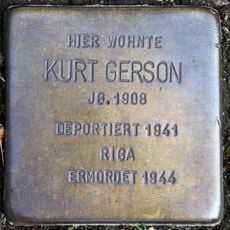 HIER WOHNTE
KURT GERSON
JG. 1908
DEPORTIERT 1941
RIGA
ERMORDET 1944